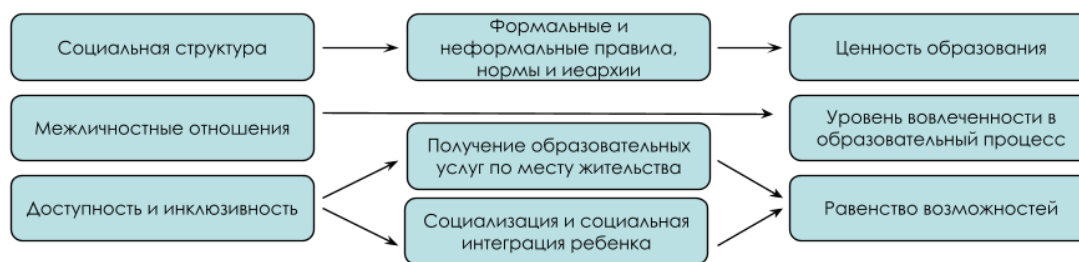 Социальная структура
Формальные и
неформальные правила,
нормы и иеархии
Ценность образования
Межличностные отношения
Уровень вовлеченности в
образовательный процесс
Получение образовательных
услуг по месту жительства
Доступность и инклюзивность
Социализация и социальная
интеграция ребенка
Равенство возможностей